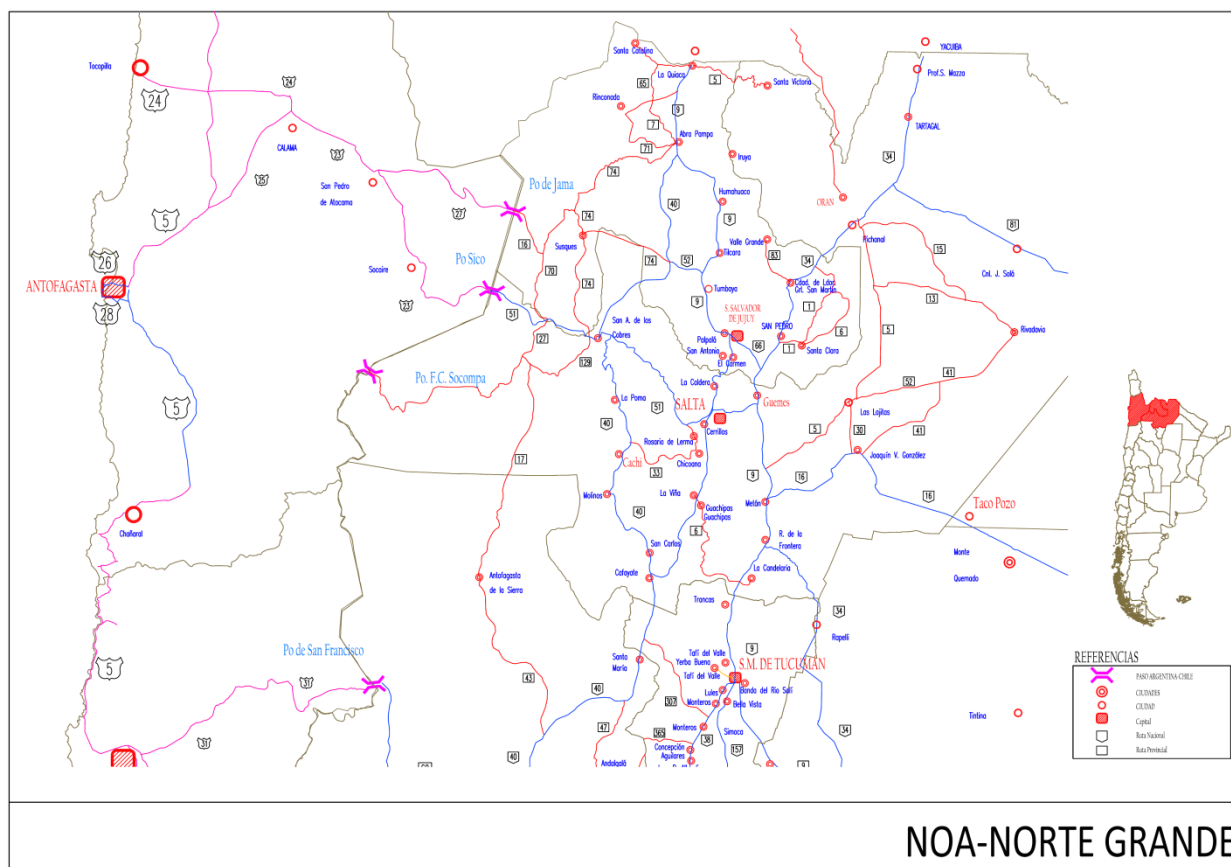 Santa Catalina
YACUIBA
Tocopilla
La Quiaca
Prof.S. Mazza
24
24
65
5
Santa Victoria
Rinconada
9
TARTAGAL
CALAMA
7
Abra Pampa
23
71
Iruya
34
25
San Pedro
de Atacama
74
Po de Jama
Humahuaca
ORAN
27
40
9
5
74
81
16
Susques
Valle Grande
Pichanal
Tilcara
83
34
15
Cnl. J. Solá
26
Po Sico
52
74
Socaire
70
74
ANTOFAGASTA
Tumbaya
Grl. San Martín
13
28
23
51
9
1
S. SALVADOR
DE JUJUY
San A. de los
Cobres
SAN PEDRO
6
5
Rivadavia
27
Palpalá
66
1
Santa Clara
San Antonio
El Carmen
129
Po. F.C. Socompa
La Caldera
52
41
5
La Poma
51
SALTA
Guemes
Las Lajitas
40
Cerrillos
5
30
41
Rosario de Lerma
17
Cachi
33
Chicoana
Joaquín V. González
9
16
16
Molinos
La Viña
Metán
Guachipas
Guachipas
Taco Pozo
Chañaral
40
6
R. de la
Frontera
San Carlos
Monte
Quemado
Antofagasta
de la Sierra
Cafayate
La Candelaria
Trancas
34
Rapelli
Po de San Francisco
9
5
Santa
María
Tafí del Valle
Yerba Buena
Tafí del Valle
S.M. DE TUCUMÁN
31
43
40
Lules
Banda del Río Salí
307
Monteros
Bella Vista
Tintina
47
Monteros
Simoca
34
31
365
38
40
Concepción
157
Aguilares
Andalgalá
9
REFERENCIAS
PASO ARGENTINA-CHILE
CIUDADES
CIUDAD
Capital
Ruta Nacional
Ruta Provincial
NOA-NORTE GRANDE